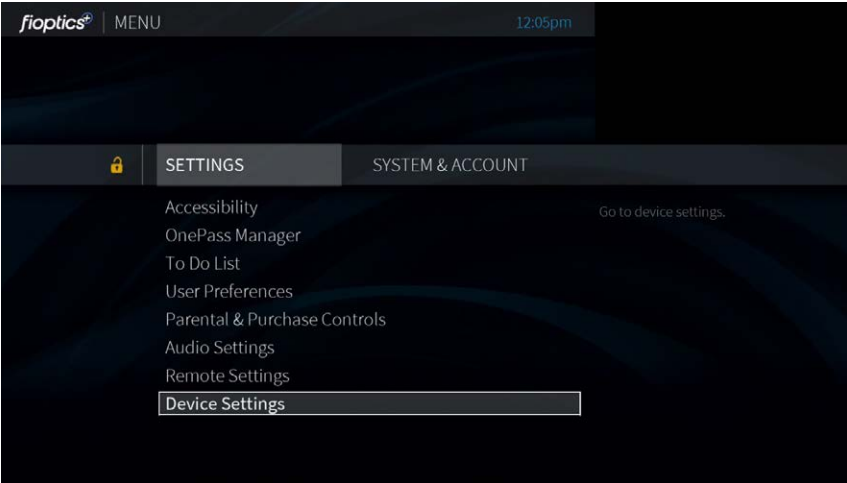 fioptics+ MENU 12:05pm
SETTINGS SYSTEM & ACCOUNT
Accessibility
Go to device settings.
OnePass Manager
To Do List
User Preferences
Parental & Purchase Controls
Audio Settings
Remote Settings
Device Settings